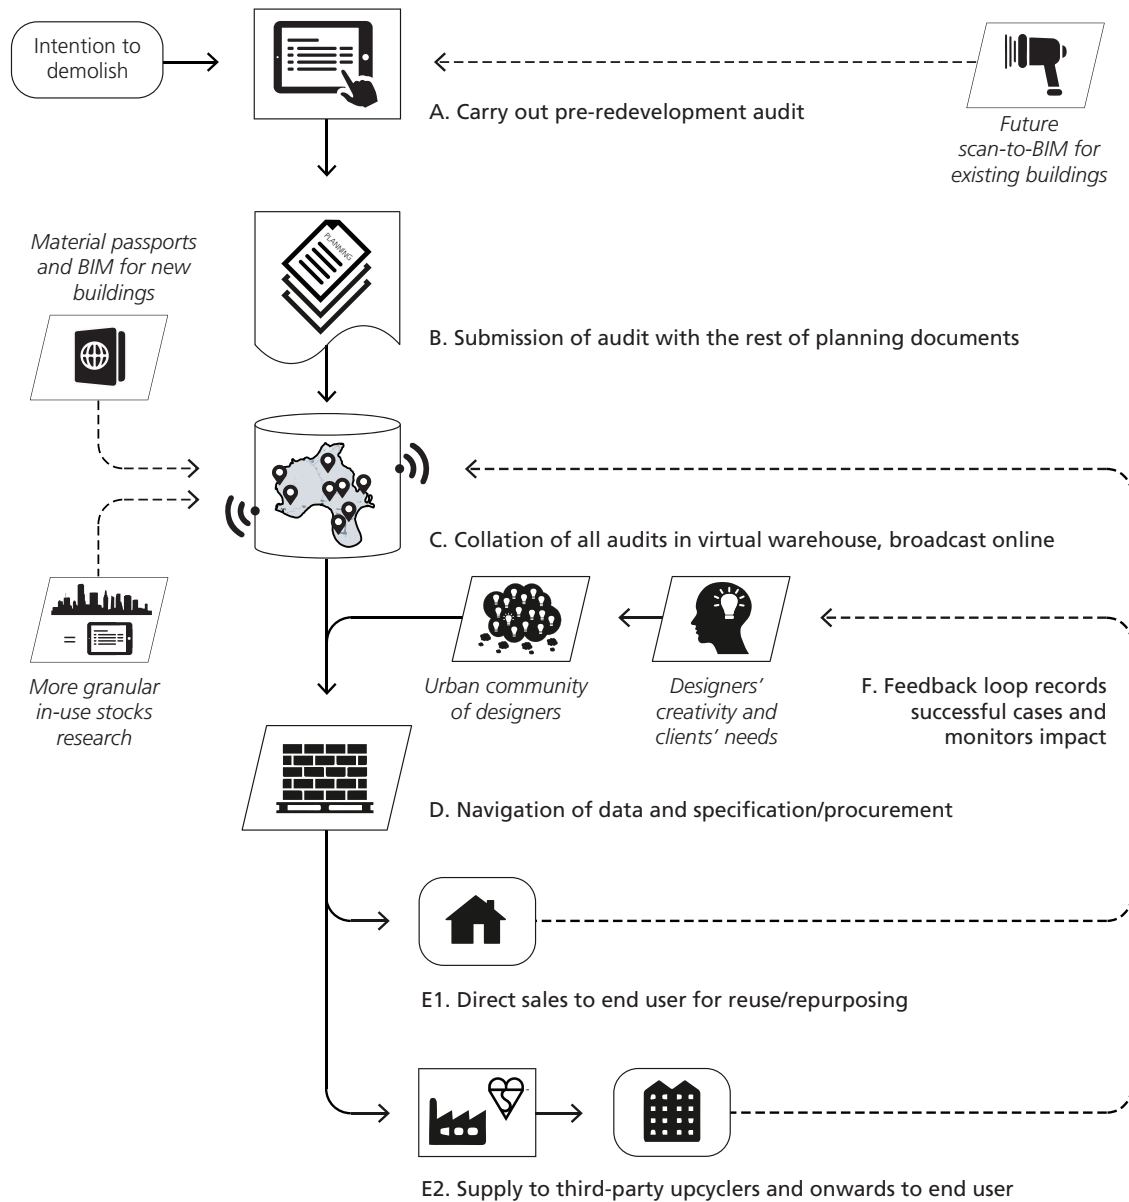 Intention to
demolish
A. Carry out pre-redevelopment audit
Future
scan-to-BIM for
existing buildings
Material passports
and BIM for new
buildings
PLANNING
B. Submission of audit with the rest of planning documents
C. Collation of all audits in virtual warehouse, broadcast online
=
More granular
in-use stocks
research
Urban community
of designers
Designers’
creativity and
clients’ needs
F. Feedback loop records
successful cases and
monitors impact
D. Navigation of data and specification/procurement
E1. Direct sales to end user for reuse/repurposing
E2. Supply to third-party upcyclers and onwards to end user